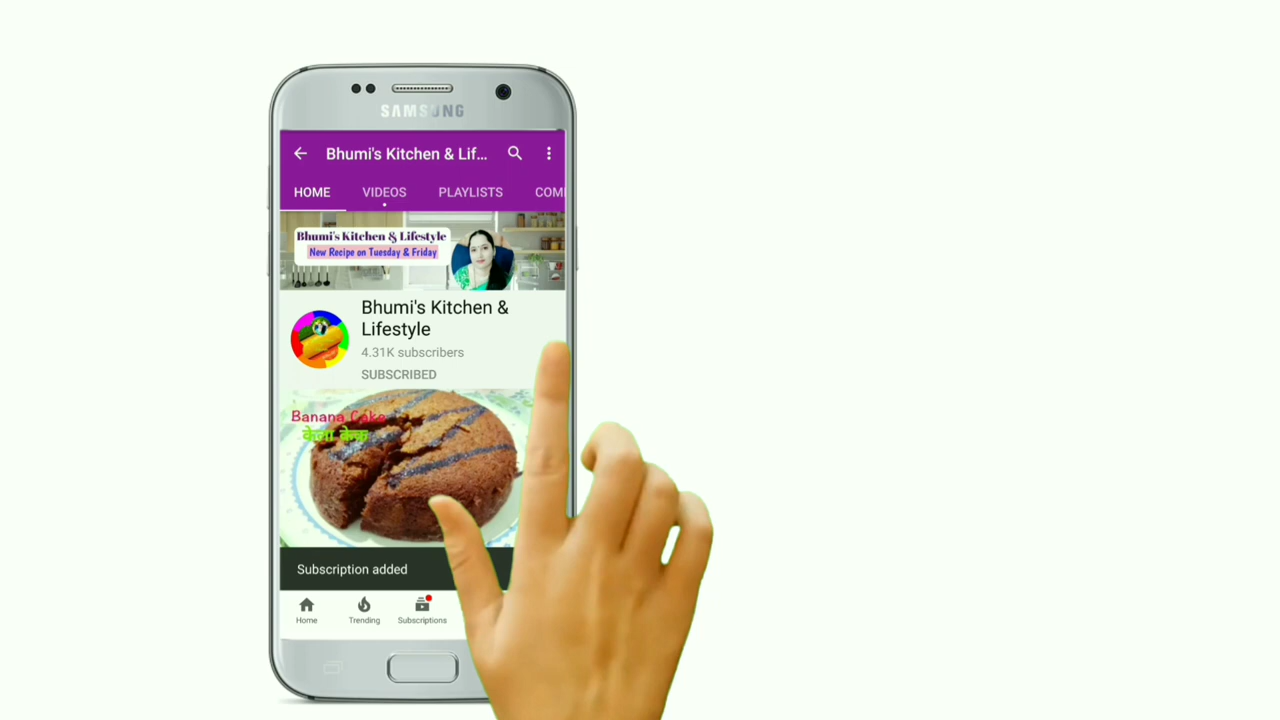 SAMSUNG
Bhumi's Kitchen & Lif...
HOME VIDEOS PLAYLISTS COM
Bhumi's Kitchen & Lifestyle
New Recipe on Tuesday & Friday
Bhumi's Kitchen &
Lifestyle
4.31K subscribers
SUBSCRIBED
Banana Cake
केला केक
Subscription added
Home Trending Subscriptions